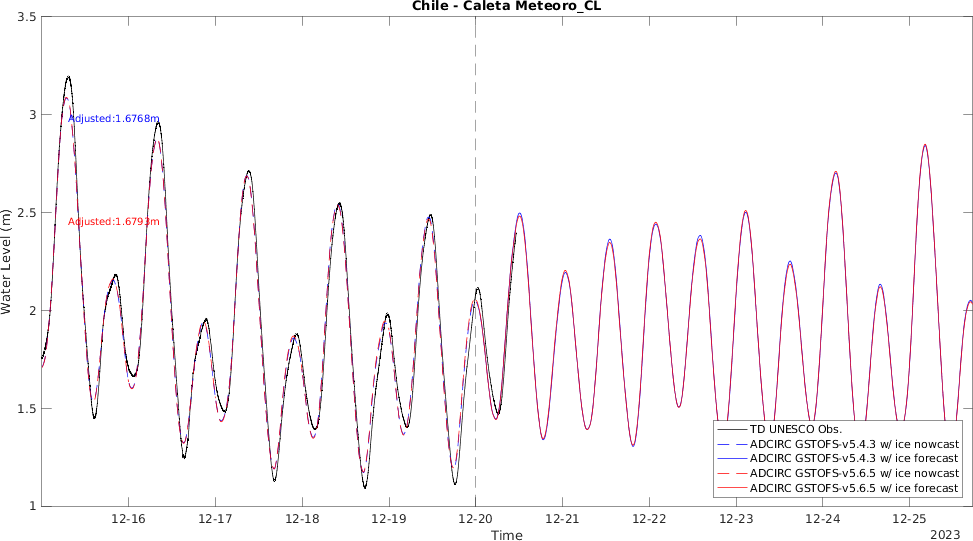 Chile - Caleta Meteoro_CL
3.5
3
2.5
2
1.5
1
Water Level (m)
Adjusted:1.6768m
Adjusted:1.6793m
TD UNESCO Obs.
ADCIRC GSTOFS-v5.4.3 w/ ice nowcast
ADCIRC GSTOFS-v5.4.3 w/ ice forecast
ADCIRC GSTOFS-v5.6.5 w/ ice nowcast
ADCIRC GSTOFS-v5.6.5 w/ ice forecast
12-16 12-17 12-18 12-19 12-20 12-21 12-22 12-23 12-24 12-25
Time
2023